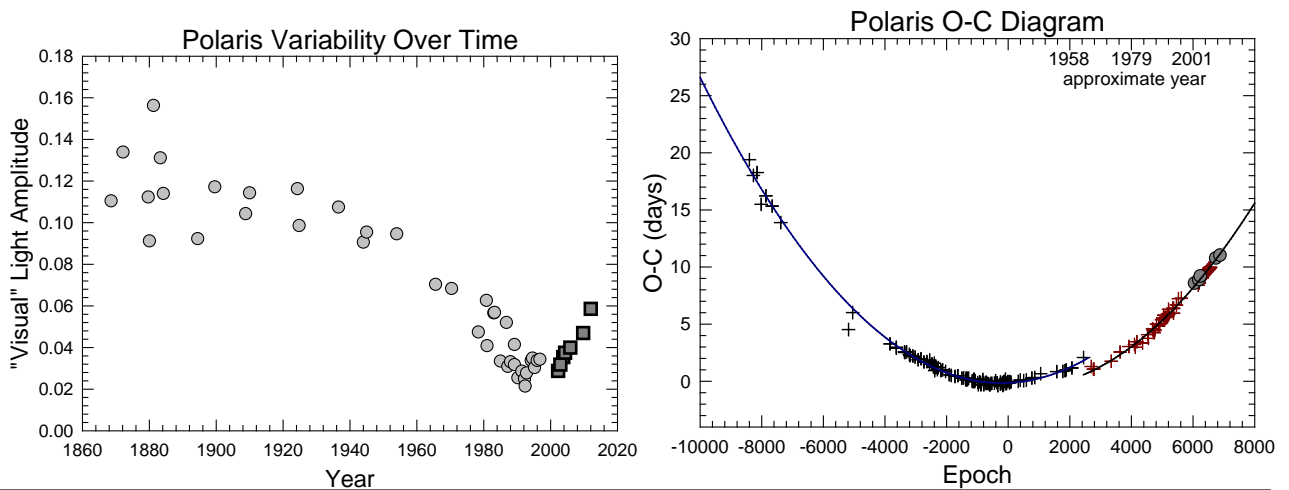 Polaris Variability Over Time
"Visual" Light Amplitude
0.18
0.16
0.14
0.12
0.10
0.08
0.06
0.04
0.02
0.00
1860 1880 1900 1920 1940 1960 1980 2000 2020
Year
Polaris O-C Diagram
O-C (days)
30
25
20
15
10
5
0
1958 1979 2001
approximate year
-10000 -8000 -6000 -4000 -2000 0 2000 4000 6000 8000
Epoch